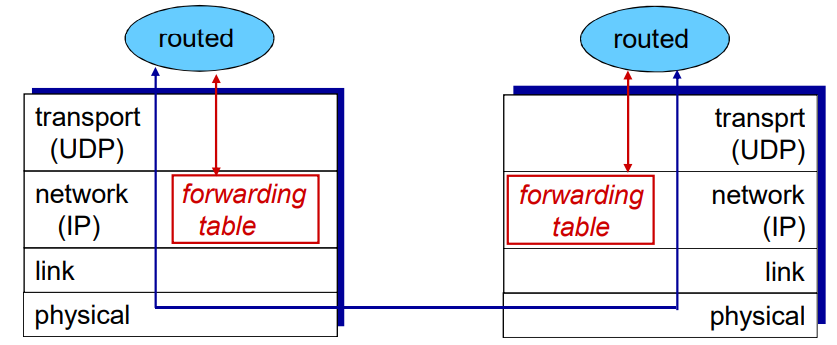 routed
routed
transport
(UDP)
network
(IP)
forwarding
table
link
physical
transprt
(UDP)
forwarding
table
network
(IP)
link
physical